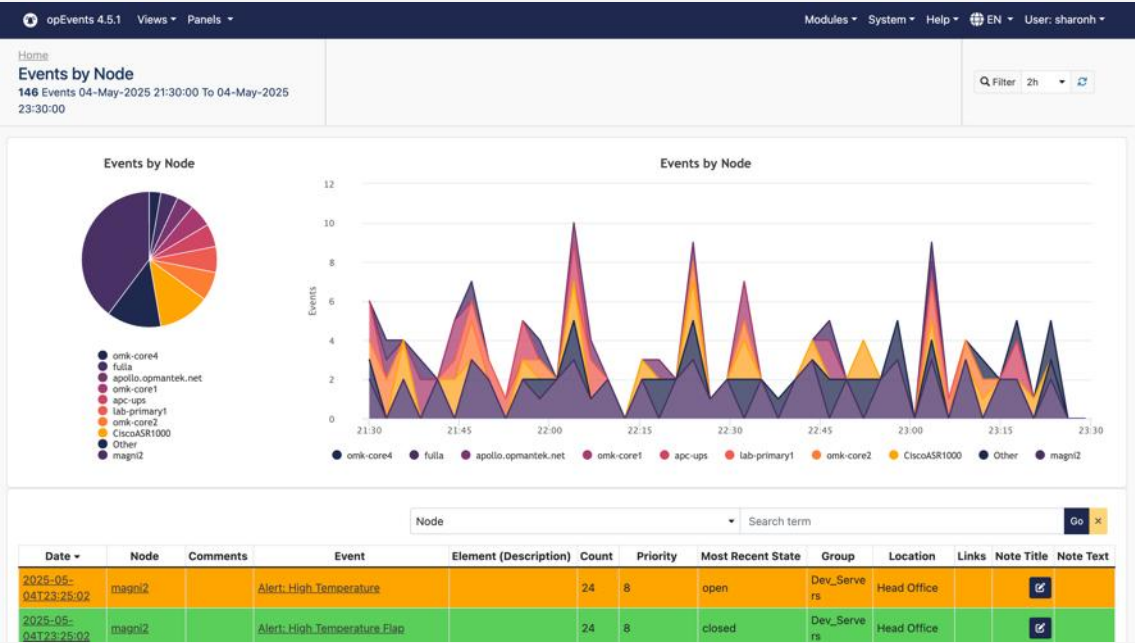 opEvents 4.5.1 Views Panels Modules System Help EN User: sharonh
Home
Events by Node
146 Events 04-May-2025 21:30:00 To 04-May-2025
23:30:00
Filter 2h
Events by Node
omk-core4
fulla
apollo.opmantek.net
omk-core1
apc-ups
lab-primary1
omk-core2
CiscoASR1000
Other
magni2
Events by Node
12
10
8
6
4
2
0
Events
21:30 21:45 22:00 22:15 22:30 22:45 23:00 23:15 23:30
omk-core4 fulla apollo.opmantek.net omk-core1 apc-ups lab-primary1 omk-core2 CiscoASR1000 Other magni2
Node Search term Go ×
Date Node Comments Event Element (Description) Count Priority Most Recent State Group Location Links Note Title Note Text
2025-05-
04T23:25:02 magni2 Alert: High Temperature 24 8 open Dev_Serve
rs Head Office
2025-05-
04T23:25:02 magni2 Alert: High Temperature Flap 24 8 closed Dev_Serve
rs Head Office